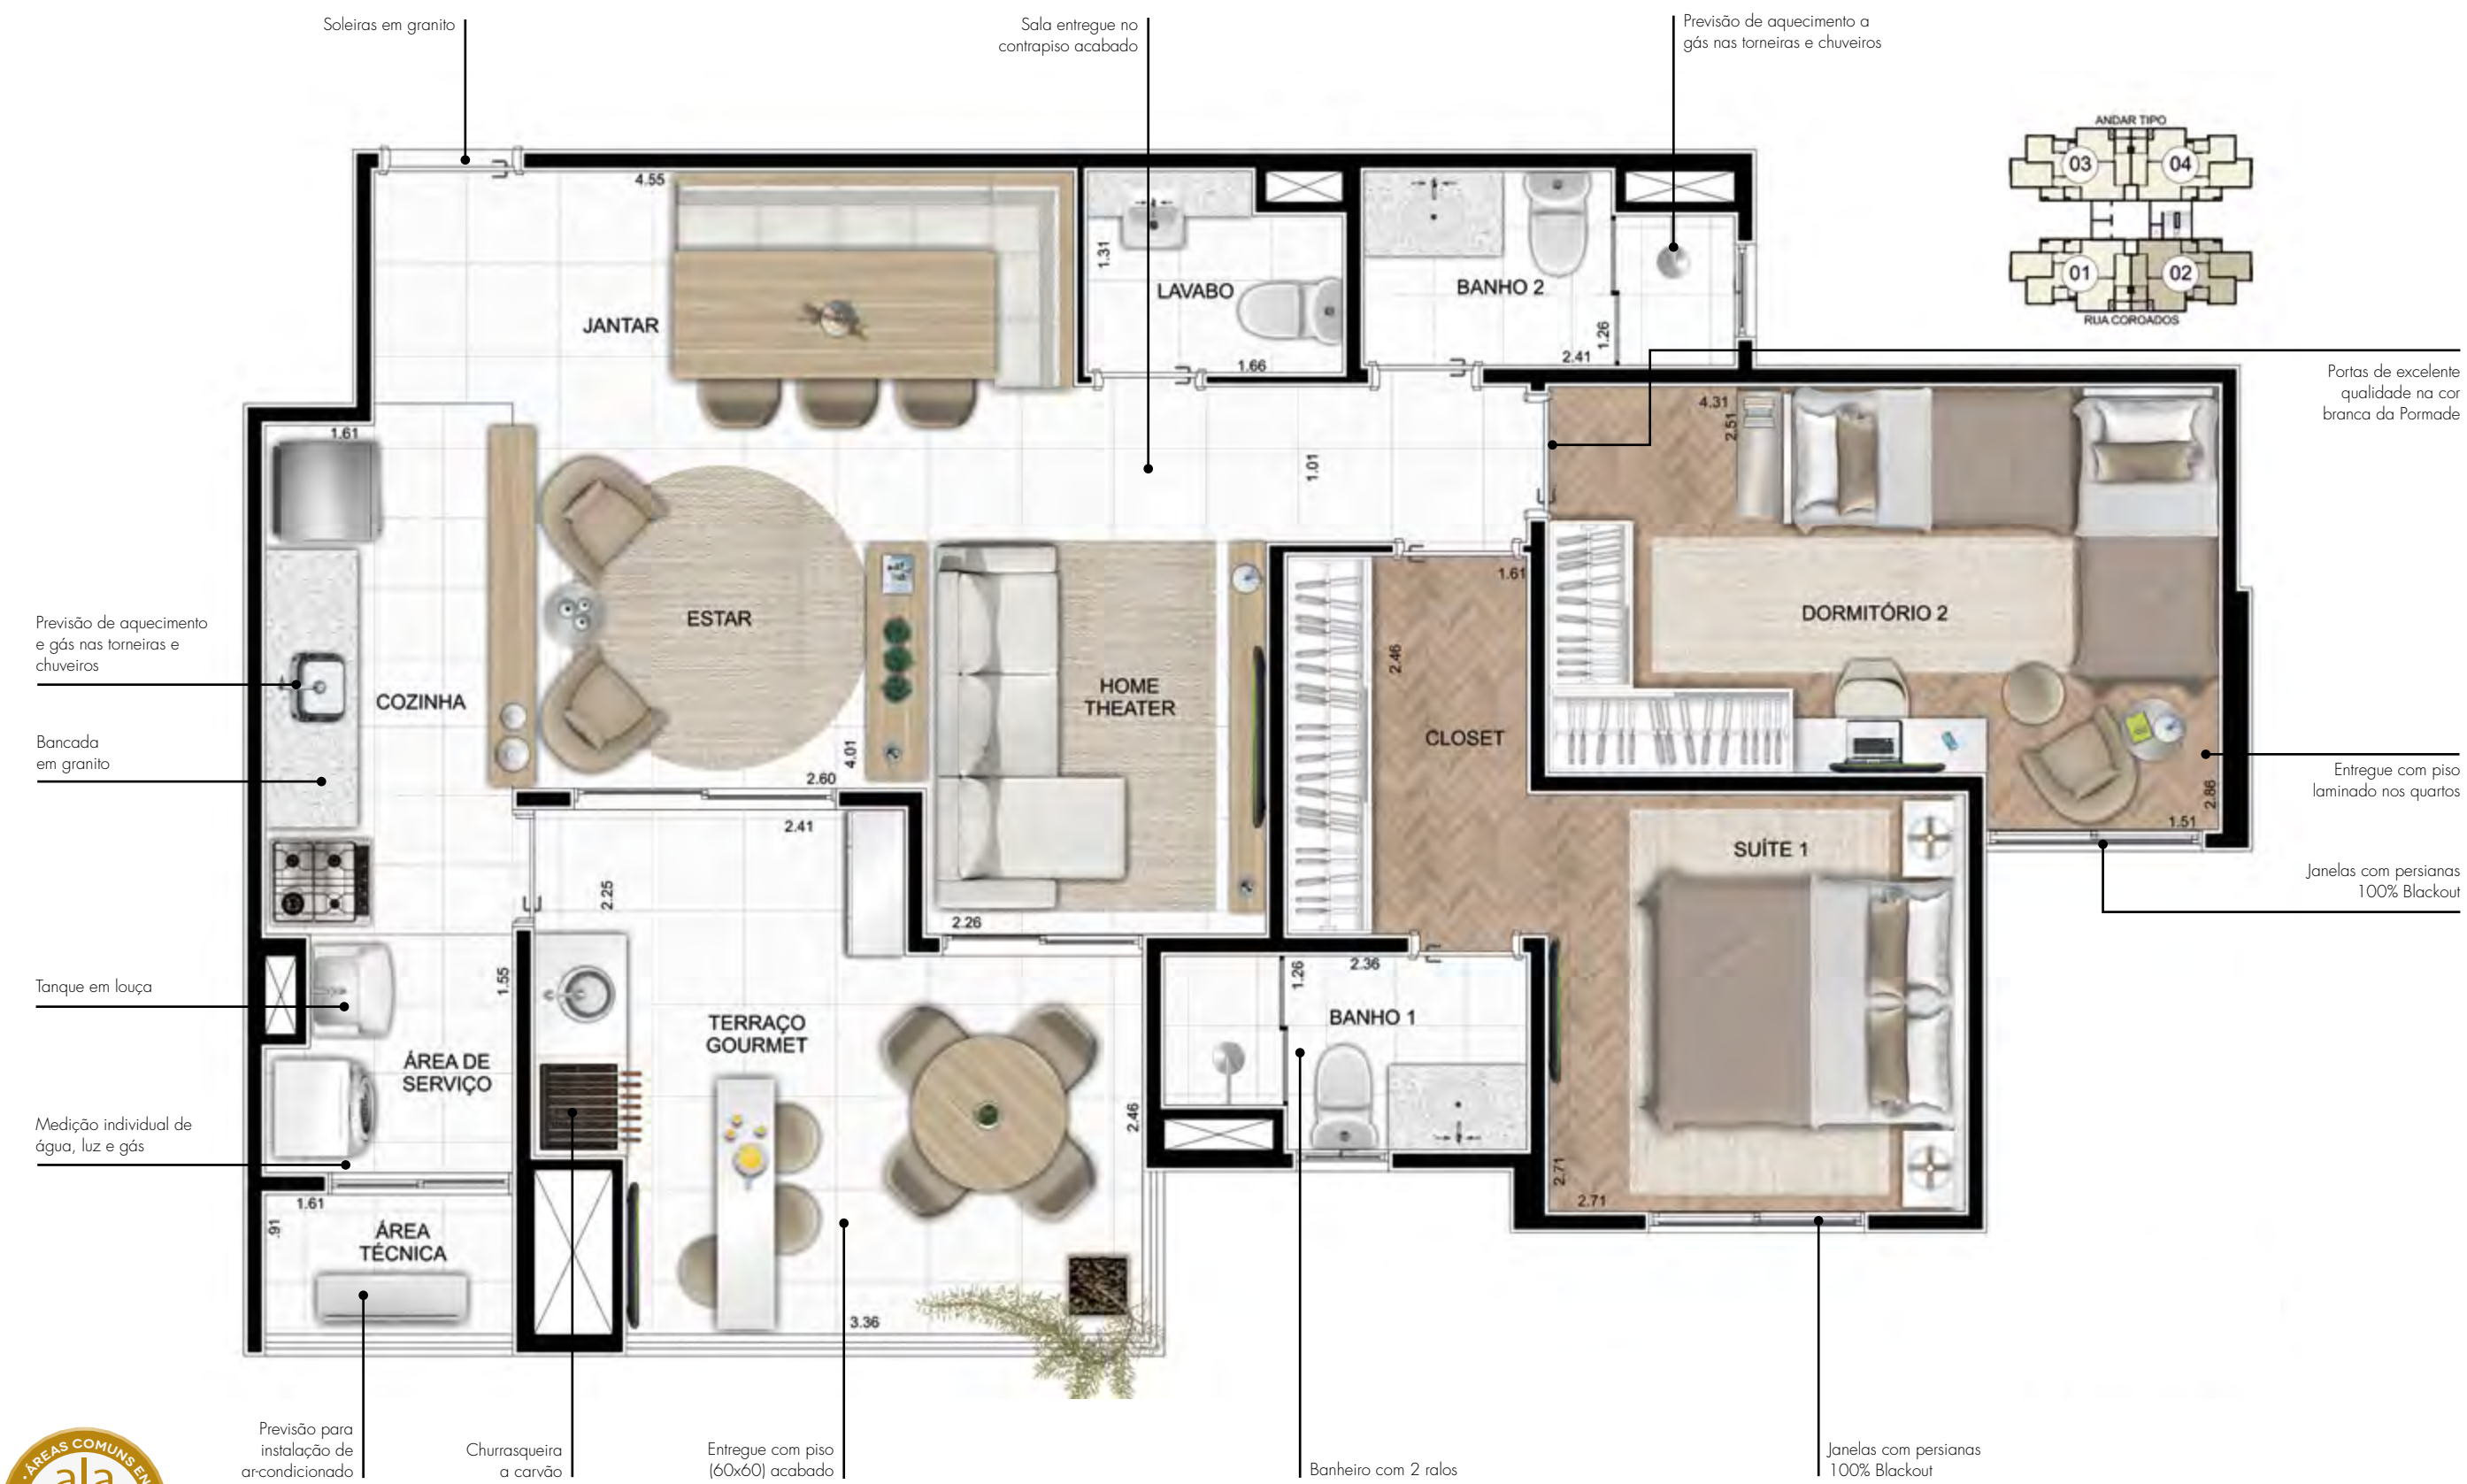 Soleiras em granito
Sala entregue no
contrapiso acabado
Previsão de aquecimento a
gás nas torneiras e chuveiros
ANDAR TIPO
03
04
01
02
RUA COROADOS
4.55
JANTAR
1.31
LAVABO
1.66
BANHO 2
1.26
2.41
Portas de excelente
qualidade na cor
branca da Pormade
4.31
2.51
1.61
1.01
1.61
ESTAR
DORMITÓRIO 2
Previsão de aquecimento
e gás nas torneiras e
chuveiros
COZINHA
HOME
THEATER
2.46
CLOSET
Bancada
em granito
4.01
2.60
2.41
Entregue com piso
laminado nos quartos
2.86
1.51
SUÍTE 1
Janelas com persianas
100% Blackout
2.25
2.26
Tanque em louça
1.55
1.26
2.36
BANHO 1
TERRAÇO
GOURMET
ÁREA DE
SERVIÇO
Medição individual de
água, luz e gás
2.46
2.71
2.71
1.61
.91
ÁREA
TÉCNICA
3.36
Previsão para
instalação de
ar-condicionado
Churrasqueira
a carvão
Entregue com piso
(60x60) acabado
Banheiro com 2 ralos
Janelas com persianas
100% Blackout
ÁREAS COMUNS EN
ala